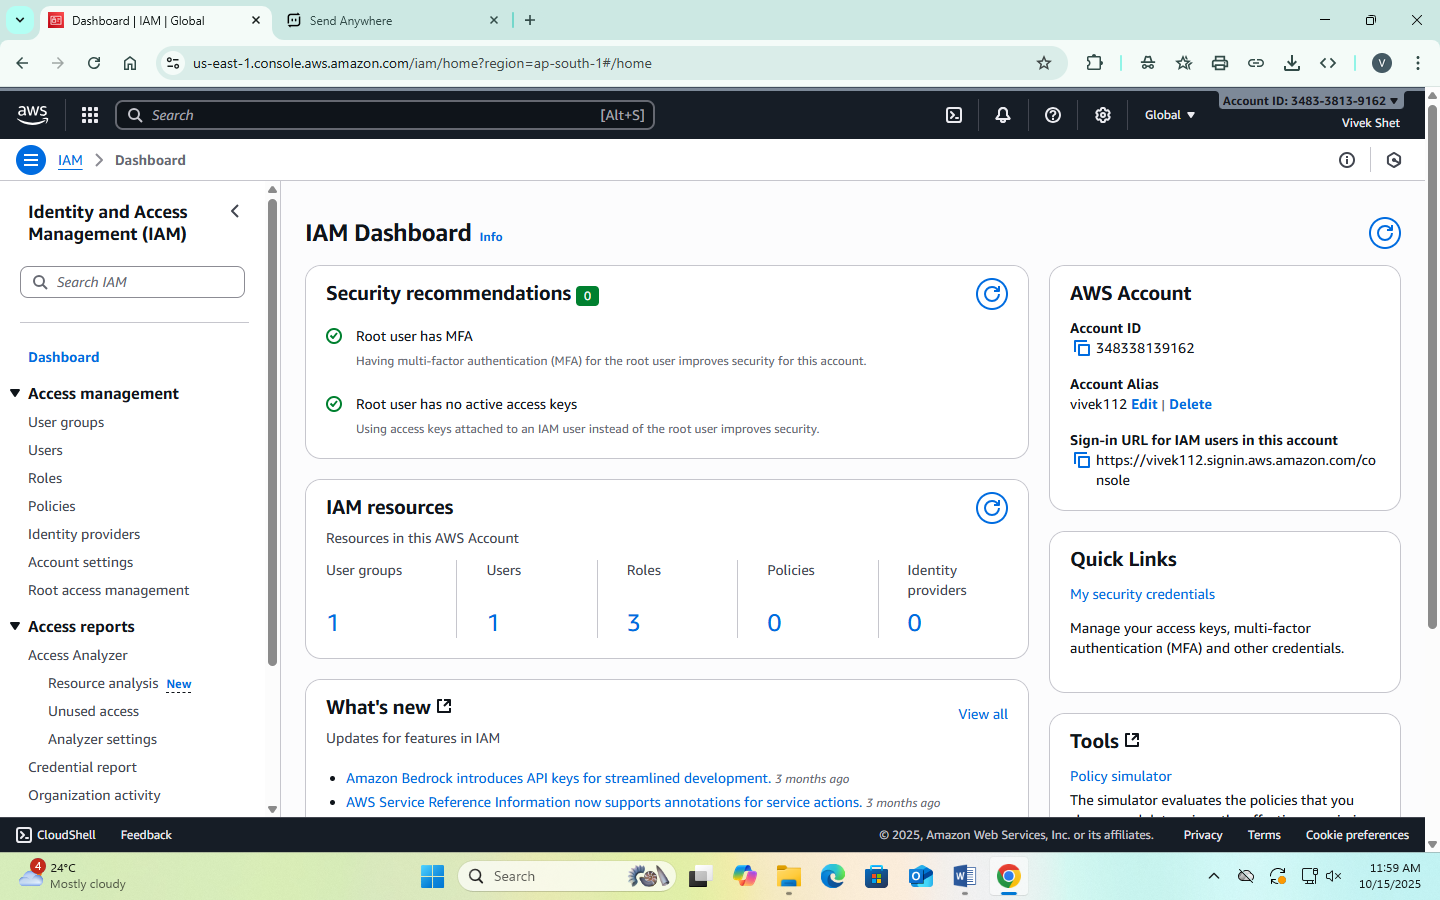 Dashboard | IAM | Global
Send Anywhere
us-east-1.console.aws.amazon.com/iam/home?region=ap-south-1#/home
V
aws
Search
[Alt+S]
Global
Account ID: 3483-3813-9162
Vivek Shet
IAM
Dashboard
Identity and Access
Management (IAM)
Search IAM
Dashboard
Access management
User groups
Users
Roles
Policies
Identity providers
Account settings
Root access management
Access reports
Access Analyzer
Resource analysis New
Unused access
Analyzer settings
Credential report
Organization activity
IAM Dashboard Info
Security recommendations 0
Root user has MFA
Having multi-factor authentication (MFA) for the root user improves security for this account.
Root user has no active access keys
Using access keys attached to an IAM user instead of the root user improves security.
IAM resources
Resources in this AWS Account
User groups
1
Users
1
Roles
3
Policies
0
Identity
providers
0
What's new
View all
Updates for features in IAM
Amazon Bedrock introduces API keys for streamlined development. 3 months ago
AWS Service Reference Information now supports annotations for service actions. 3 months ago
AWS Account
Account ID
348338139162
Account Alias
vivek112 Edit | Delete
Sign-in URL for IAM users in this account
https://vivek112.signin.aws.amazon.com/co
nsole
Quick Links
My security credentials
Manage your access keys, multi-factor
authentication (MFA) and other credentials.
Tools
Policy simulator
The simulator evaluates the policies that you
CloudShell
Feedback
© 2025, Amazon Web Services, Inc. or its affiliates.
Privacy
Terms
Cookie preferences
4
24°C
Mostly cloudy
Search
11:59 AM
10/15/2025